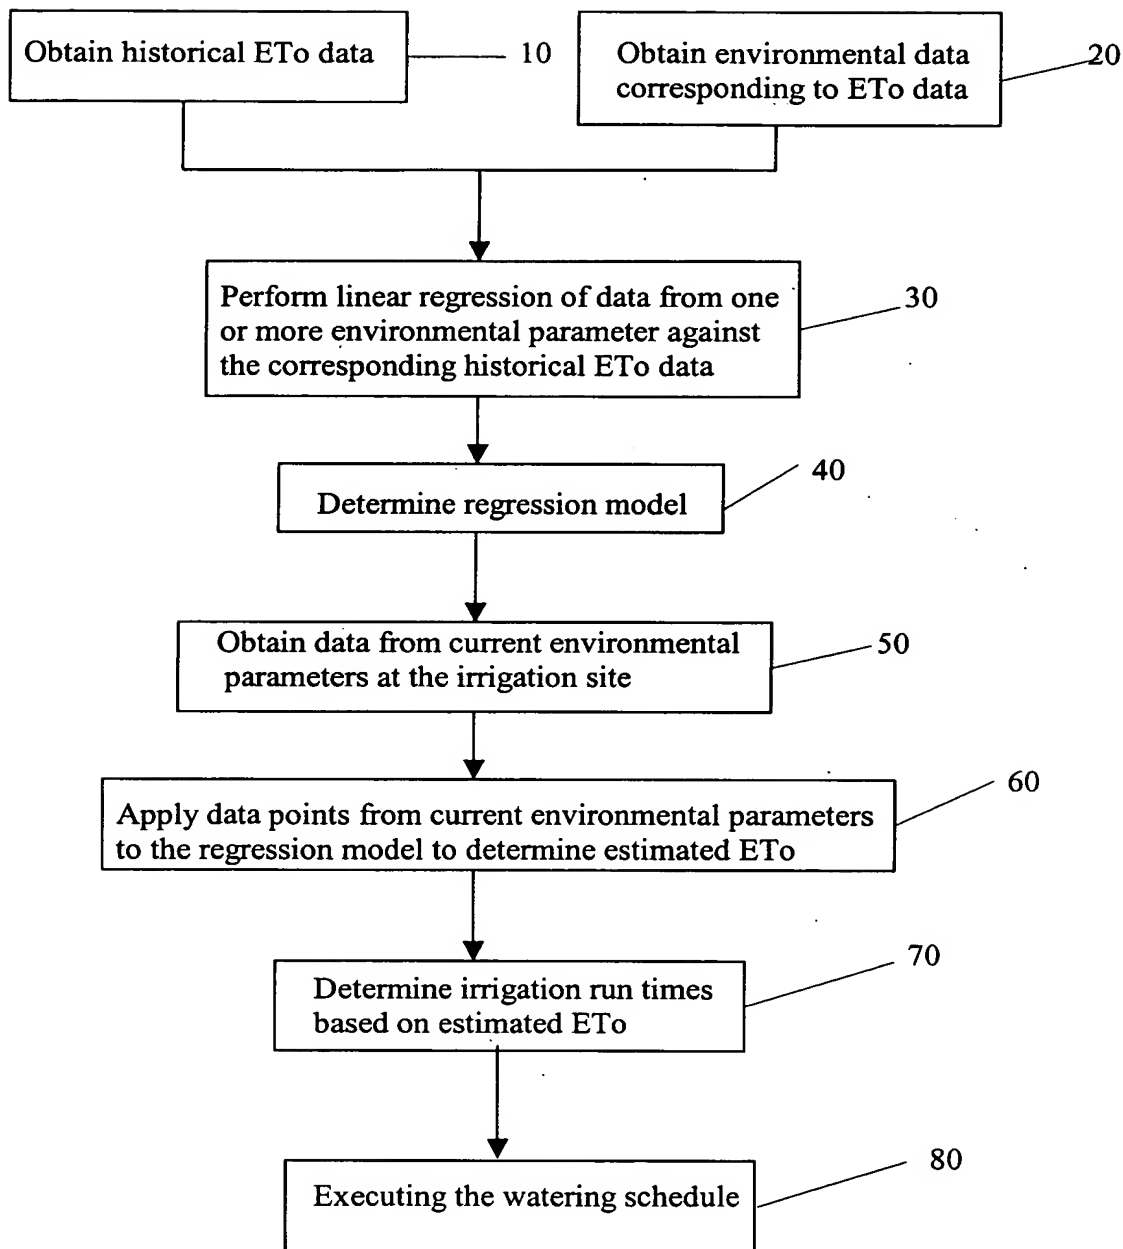 Obtain historical ETo data
10
Obtain environmental data
corresponding to ETo data
20
Perform linear regression of data from one
or more environmental parameter against
the corresponding historical ETo data
30
Determine regression model
40
Obtain data from current environmental
parameters at the irrigation site
50
Apply data points from current environmental parameters
to the regression model to determine estimated ETo
60
Determine irrigation run times
based on estimated ETo
70
Executing the watering schedule
80